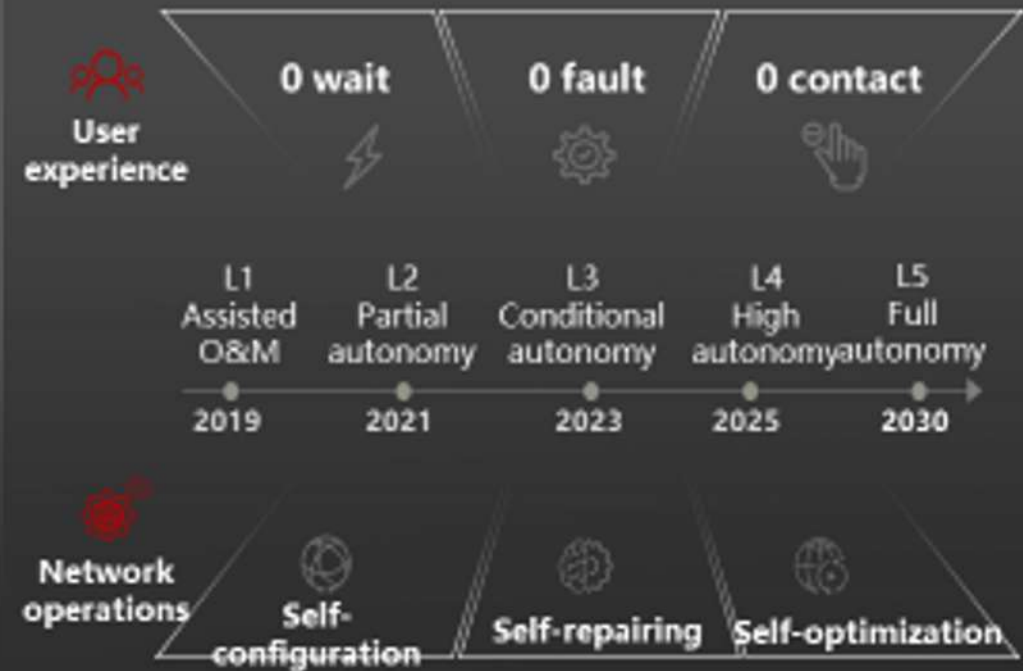 0 wait
0 fault
0 contact
User
experience
L1
Assisted
O&M
L2
Partial
autonomy
L3
Conditional
autonomy
L4
High
autonomy
L5
Full
autonomy
2019
2021
2023
2025
2030
Network
operations
Self-
configuration
Self-repairing
Self-optimization